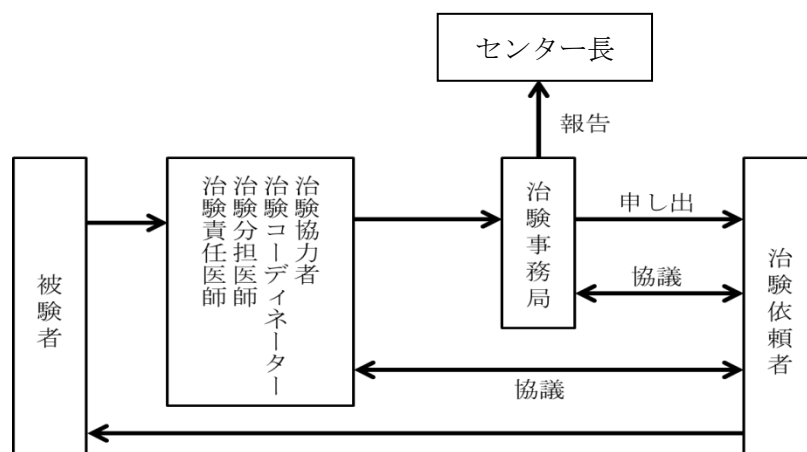 センター長
報告
被験者
治験協力者
治験コーディネーター
治験分担医師
治験責任医師
治験事務局
申し出
協議
協議
治験依頼者